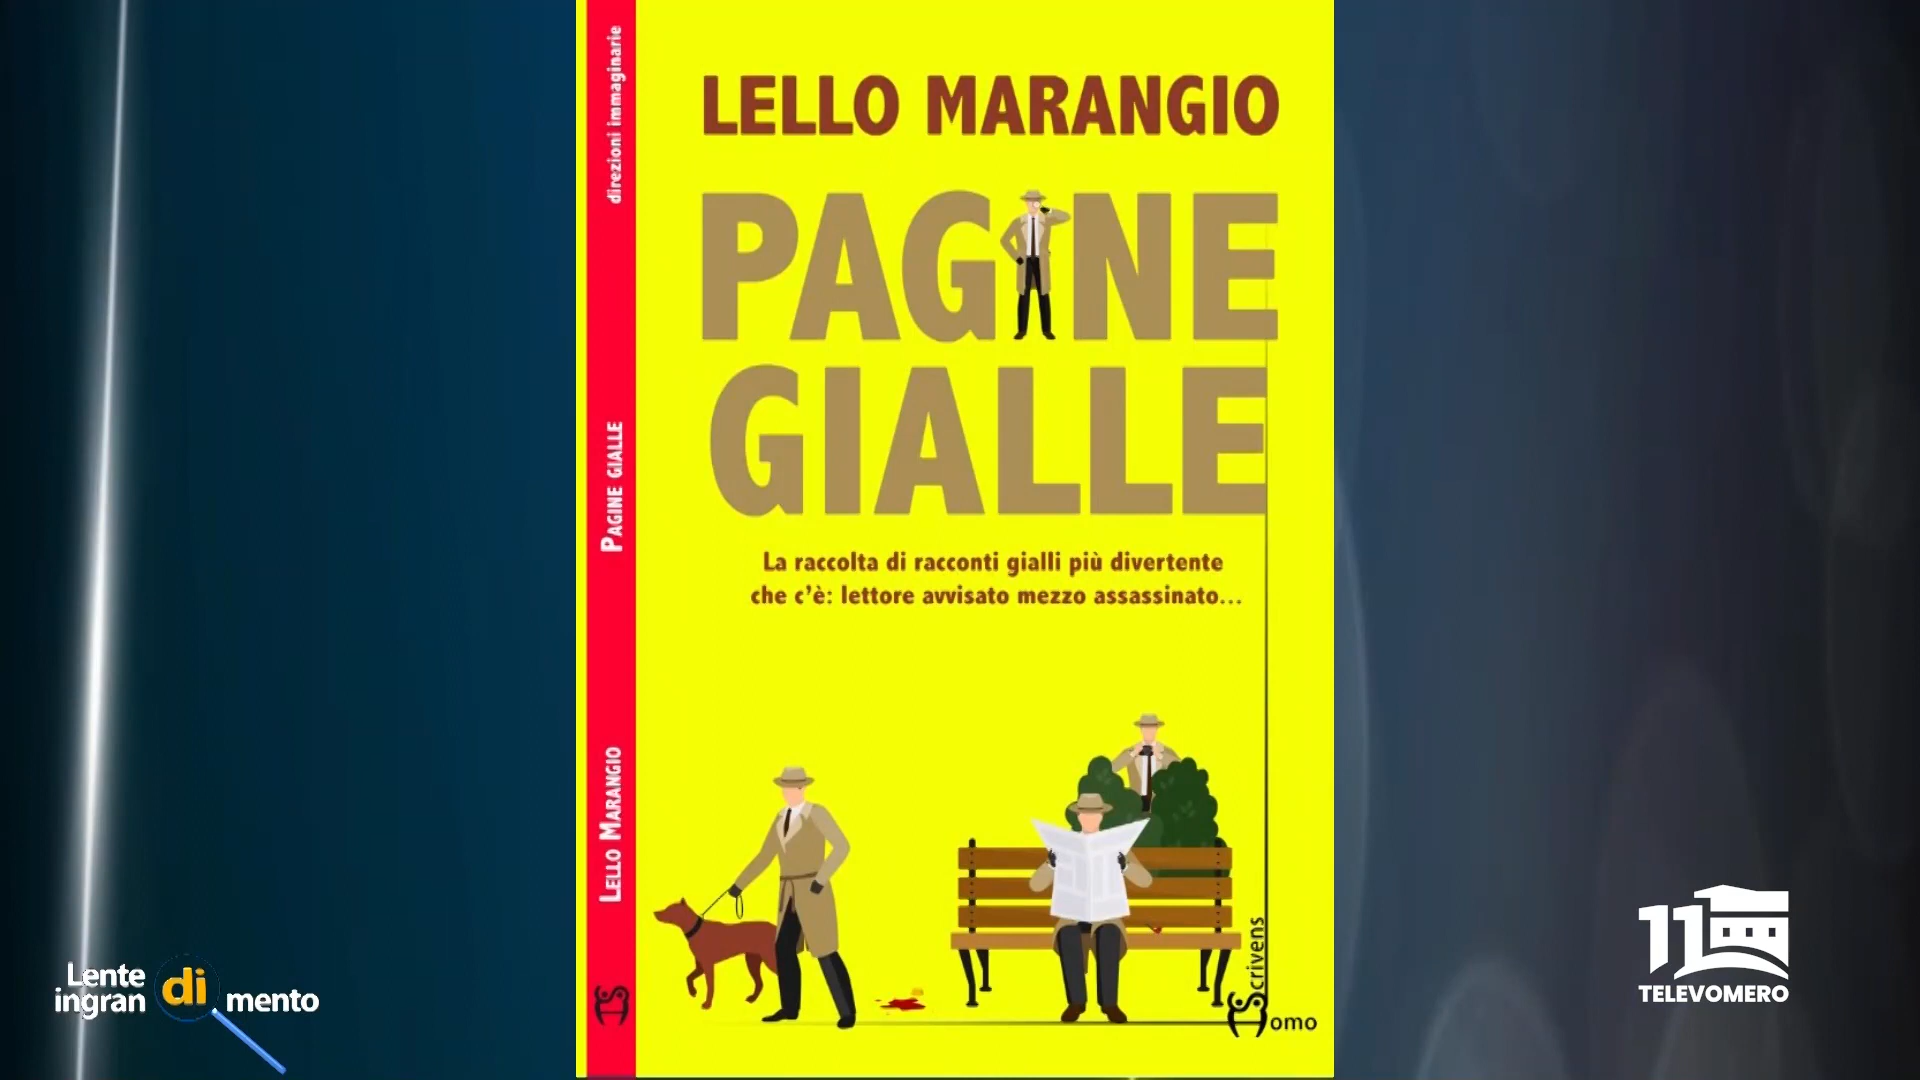 direzioni immaginarie
PAGINE GIALLE
LELLO MARANGIO
LELLO MARANGIO
PAGINE
GIALLE
La raccolta di racconti gialli più divertente
che c'è: lettore avvisato mezzo assassinato...
Homo
Scrivens
Lente
ingran di mento
11
TELEVOMERO